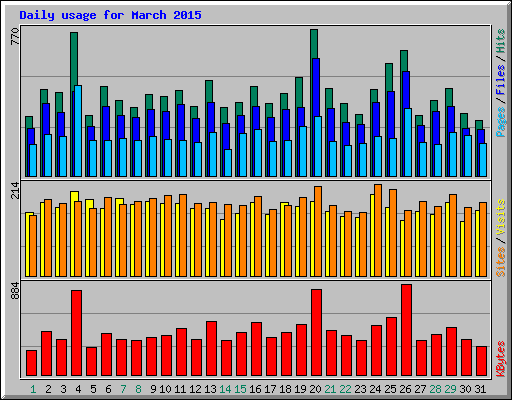 Daily usage for March 2015
770
Pages / Files / Hits
214
Sites / Visits
884
KBytes
1 2 3 4 5 6 7 8 9 10 11 12 13 14 15 16 17 18 19 20 21 22 23 24 25 26 27 28 29 30 31